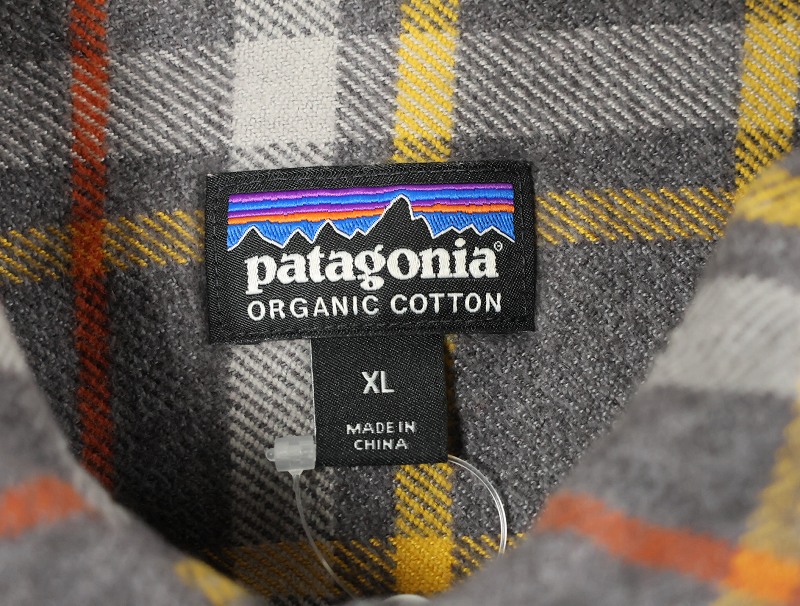 patagonia®
ORGANIC COTTON
XL
MADE IN
CHINA